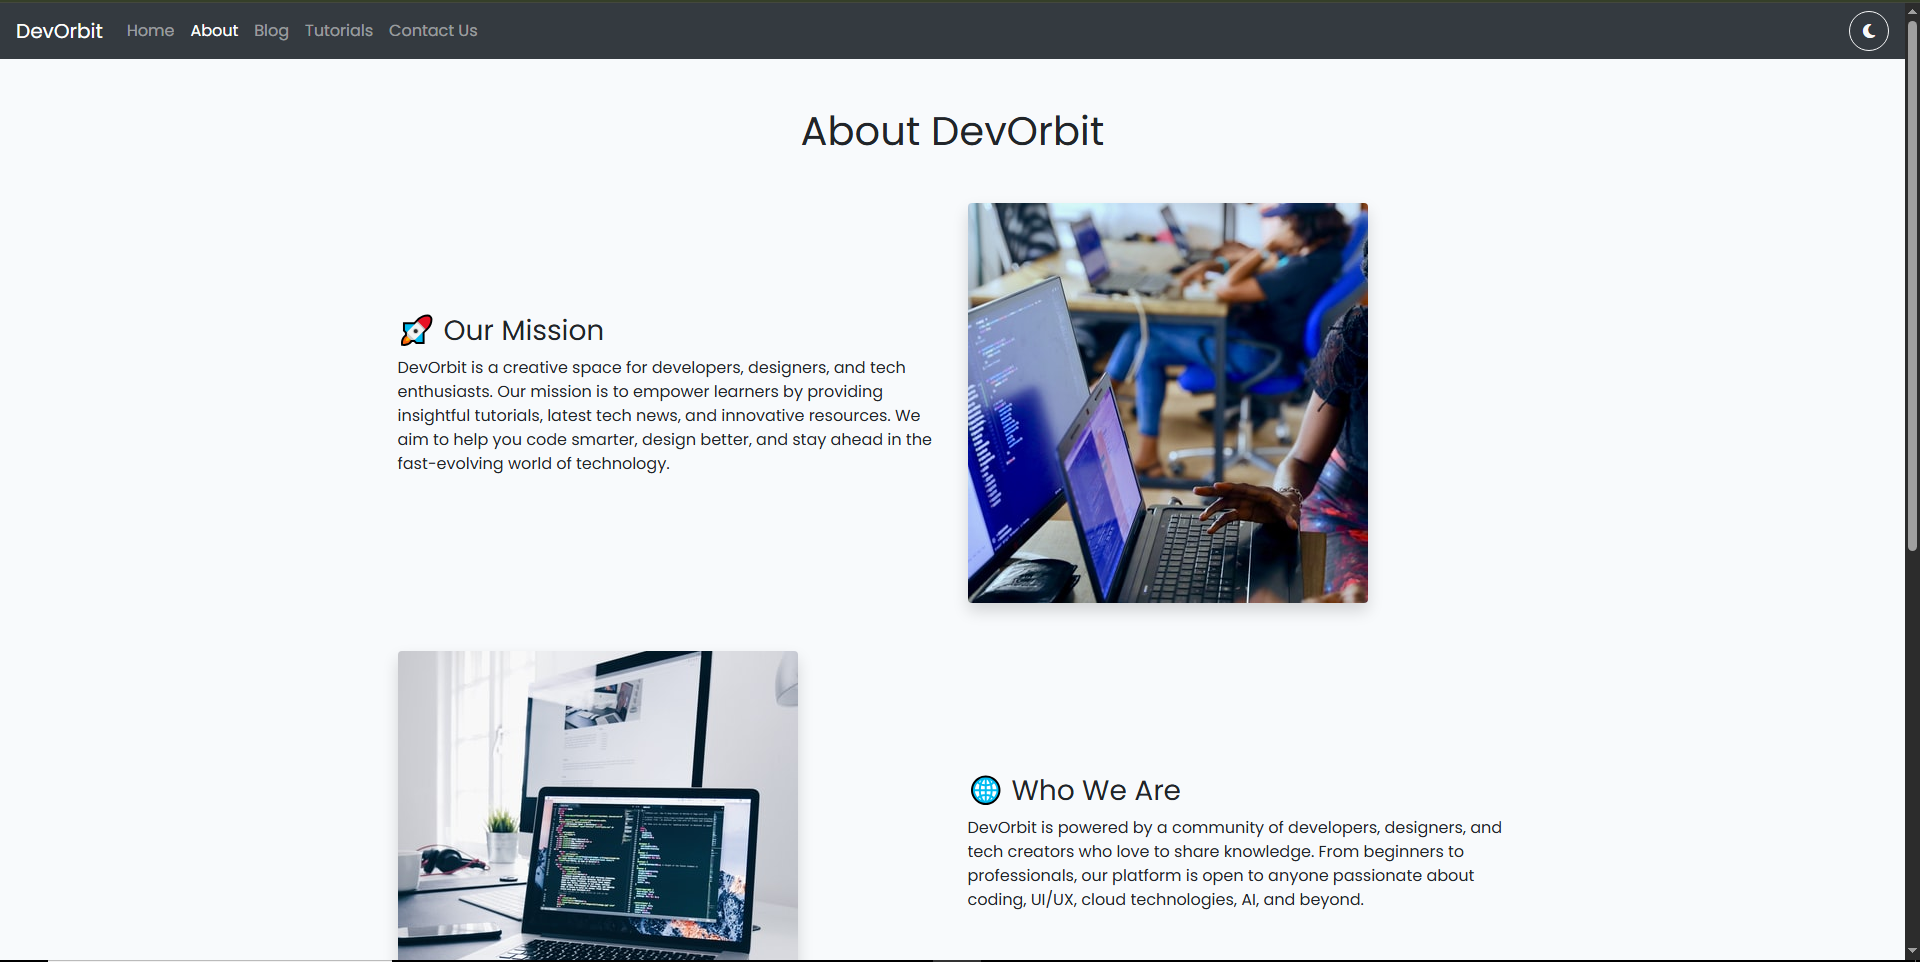 DevOrbit Home About Blog Tutorials Contact Us
About DevOrbit
🚀 Our Mission
DevOrbit is a creative space for developers, designers, and tech
enthusiasts. Our mission is to empower learners by providing
insightful tutorials, latest tech news, and innovative resources. We
aim to help you code smarter, design better, and stay ahead in the
fast-evolving world of technology.
🌐 Who We Are
DevOrbit is powered by a community of developers, designers, and
tech creators who love to share knowledge. From beginners to
professionals, our platform is open to anyone passionate about
coding, UI/UX, cloud technologies, AI, and beyond.